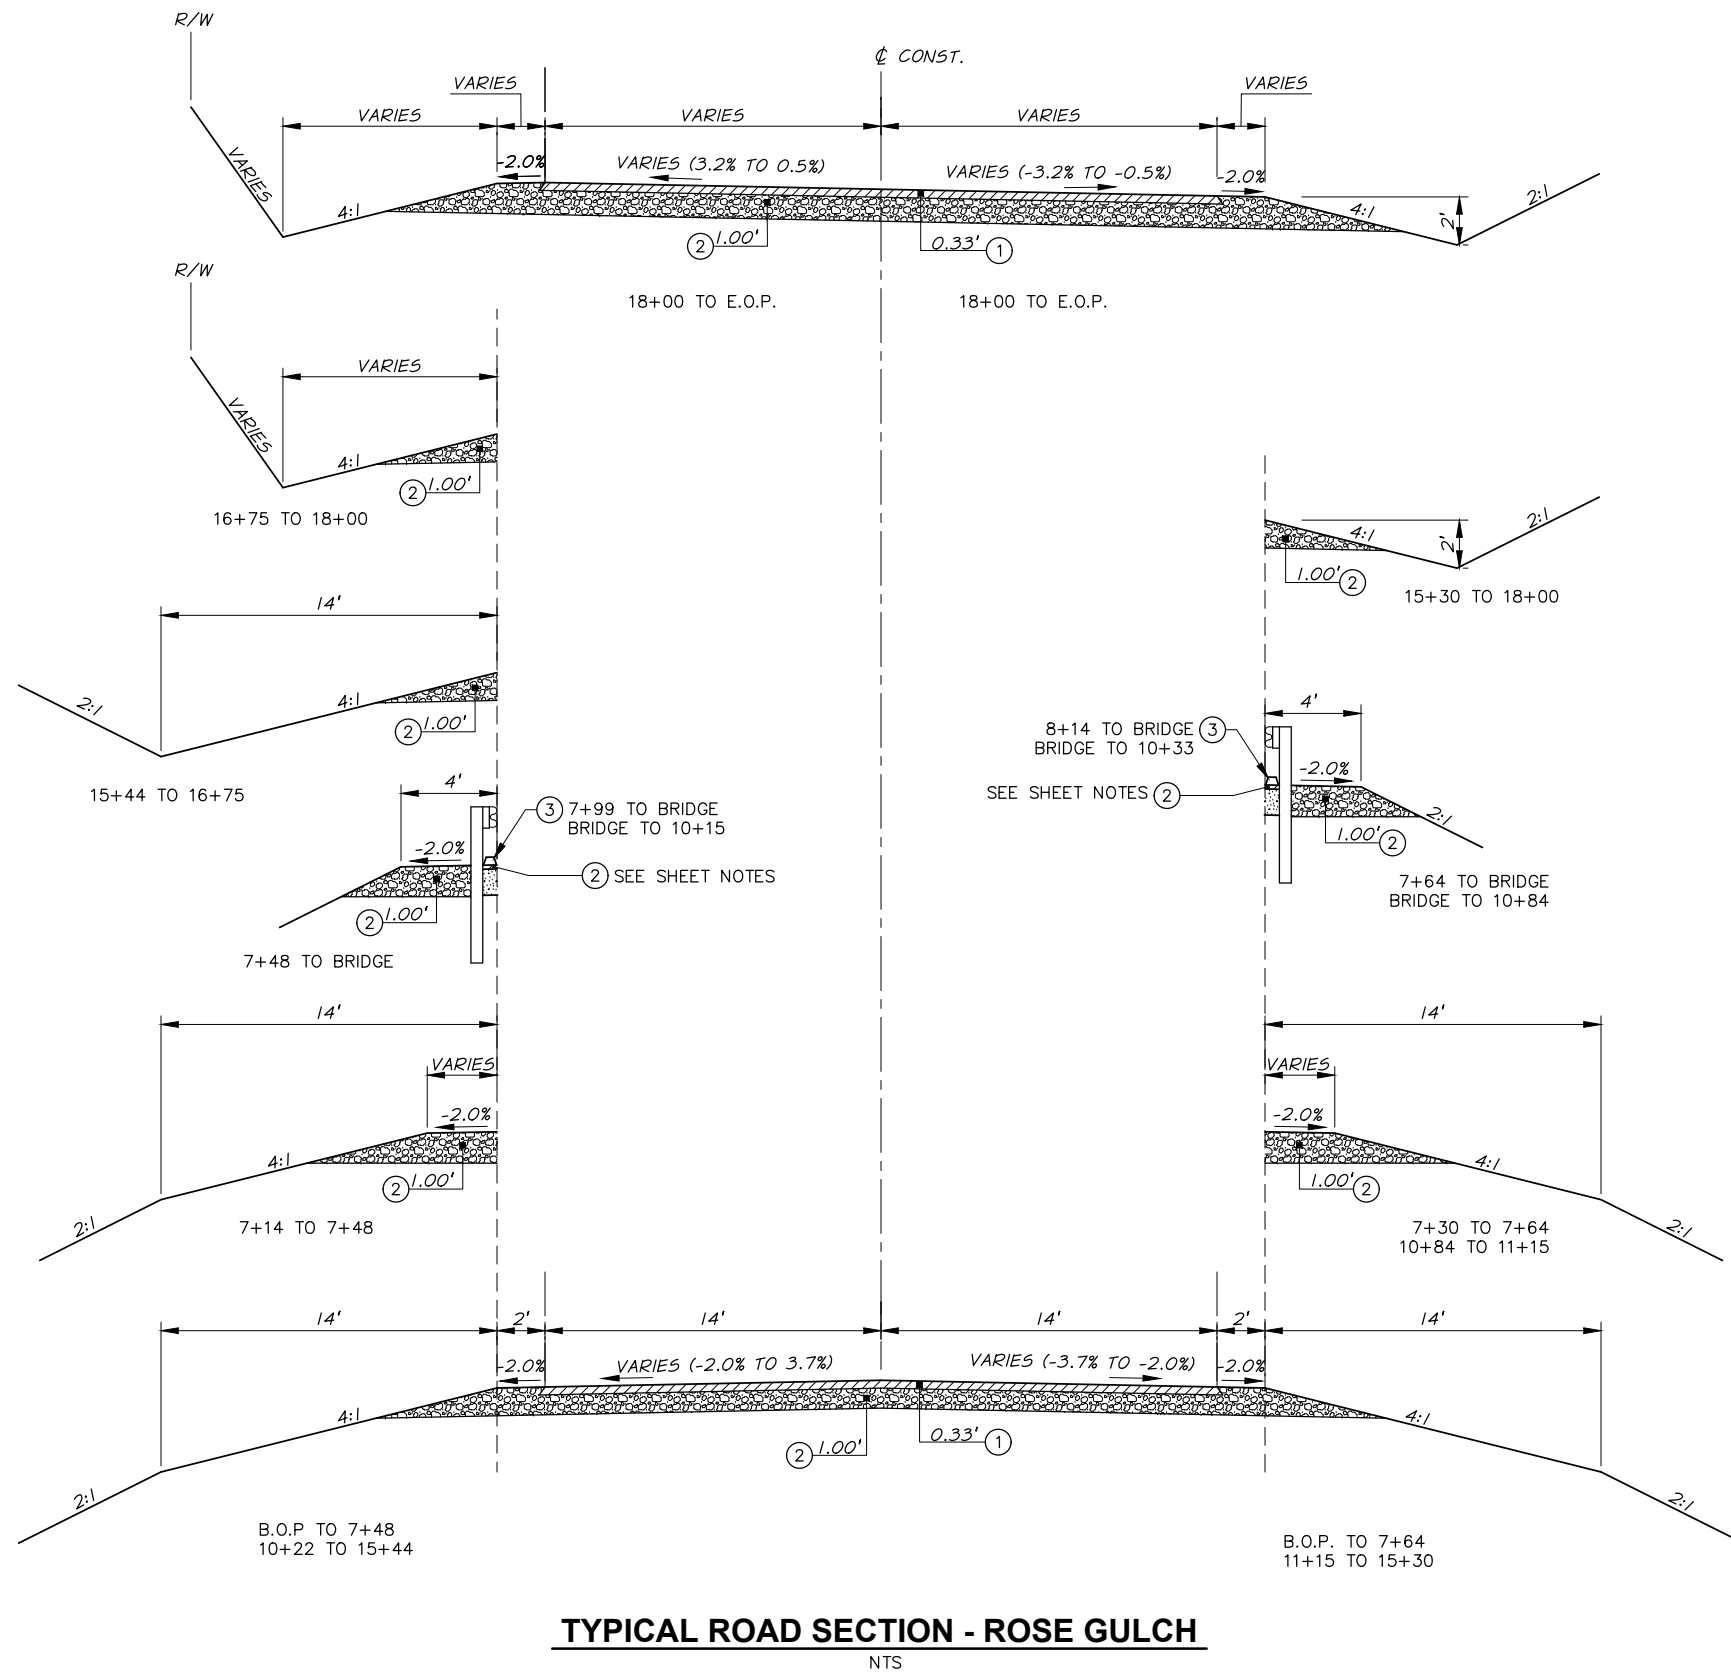 R/W
℄ CONST.
VARIES
VARIES
VARIES
VARIES
VARIES
VARIES
-2.0%
VARIES (3.2% TO 0.5%)
VARIES (-3.2% TO -0.5%)
-2.0%
4:1
4:1
2'
2:1
2
1.00'
0.33'
1
18+00 TO E.O.P.
18+00 TO E.O.P.
R/W
VARIES
VARIES
4:1
2
1.00'
16+75 TO 18+00
4:1
2'
2:1
1.00'
2
15+30 TO 18+00
14'
2:1
4:1
2
1.00'
15+44 TO 16+75
4'
8+14 TO BRIDGE
3
BRIDGE TO 10+33
-2.0%
SEE SHEET NOTES
2
2:1
1.00'
2
7+64 TO BRIDGE
BRIDGE TO 10+84
4'
3
7+99 TO BRIDGE
BRIDGE TO 10+15
-2.0%
2
SEE SHEET NOTES
2
1.00'
7+48 TO BRIDGE
14'
VARIES
-2.0%
4:1
2:1
2
1.00'
7+14 TO 7+48
14'
VARIES
-2.0%
4:1
2:1
1.00'
2
7+30 TO 7+64
10+84 TO 11+15
14'
2'
14'
14'
2'
14'
-2.0%
VARIES (-2.0% TO 3.7%)
VARIES (-3.7% TO -2.0%)
-2.0%
4:1
4:1
2
1.00'
0.33'
1
2:1
2:1
B.O.P TO 7+48
10+22 TO 15+44
B.O.P. TO 7+64
11+15 TO 15+30
TYPICAL ROAD SECTION - ROSE GULCH
NTS